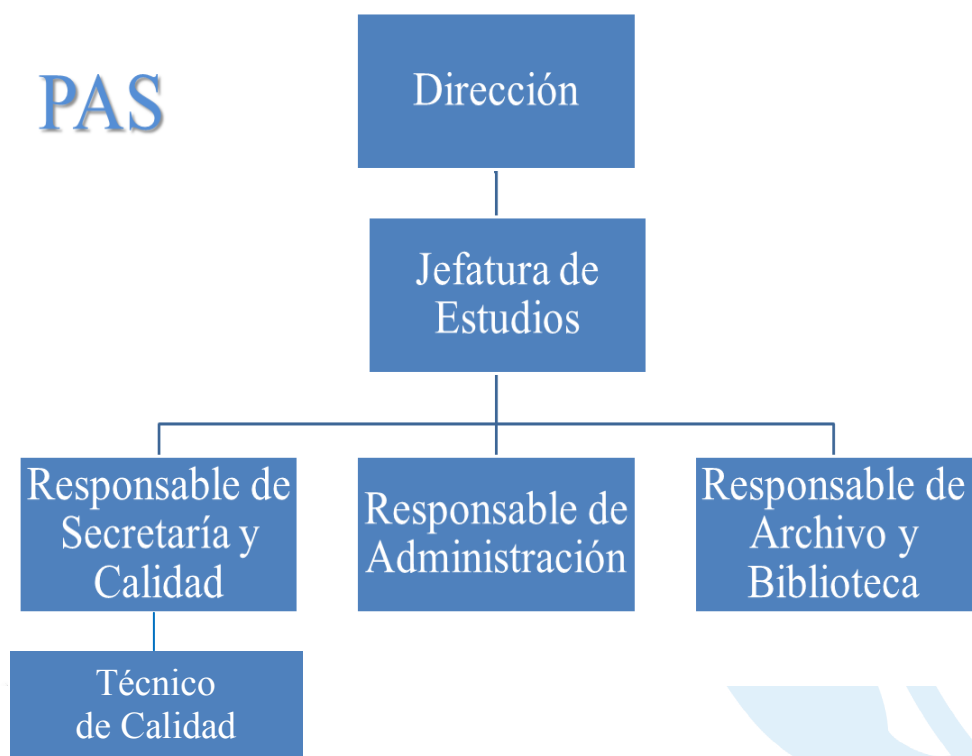 PAS
Dirección
Jefatura de
Estudios
Responsable de
Secretaría y
Calidad
Responsable de
Administración
Responsable de
Archivo y
Biblioteca
Técnico
de Calidad